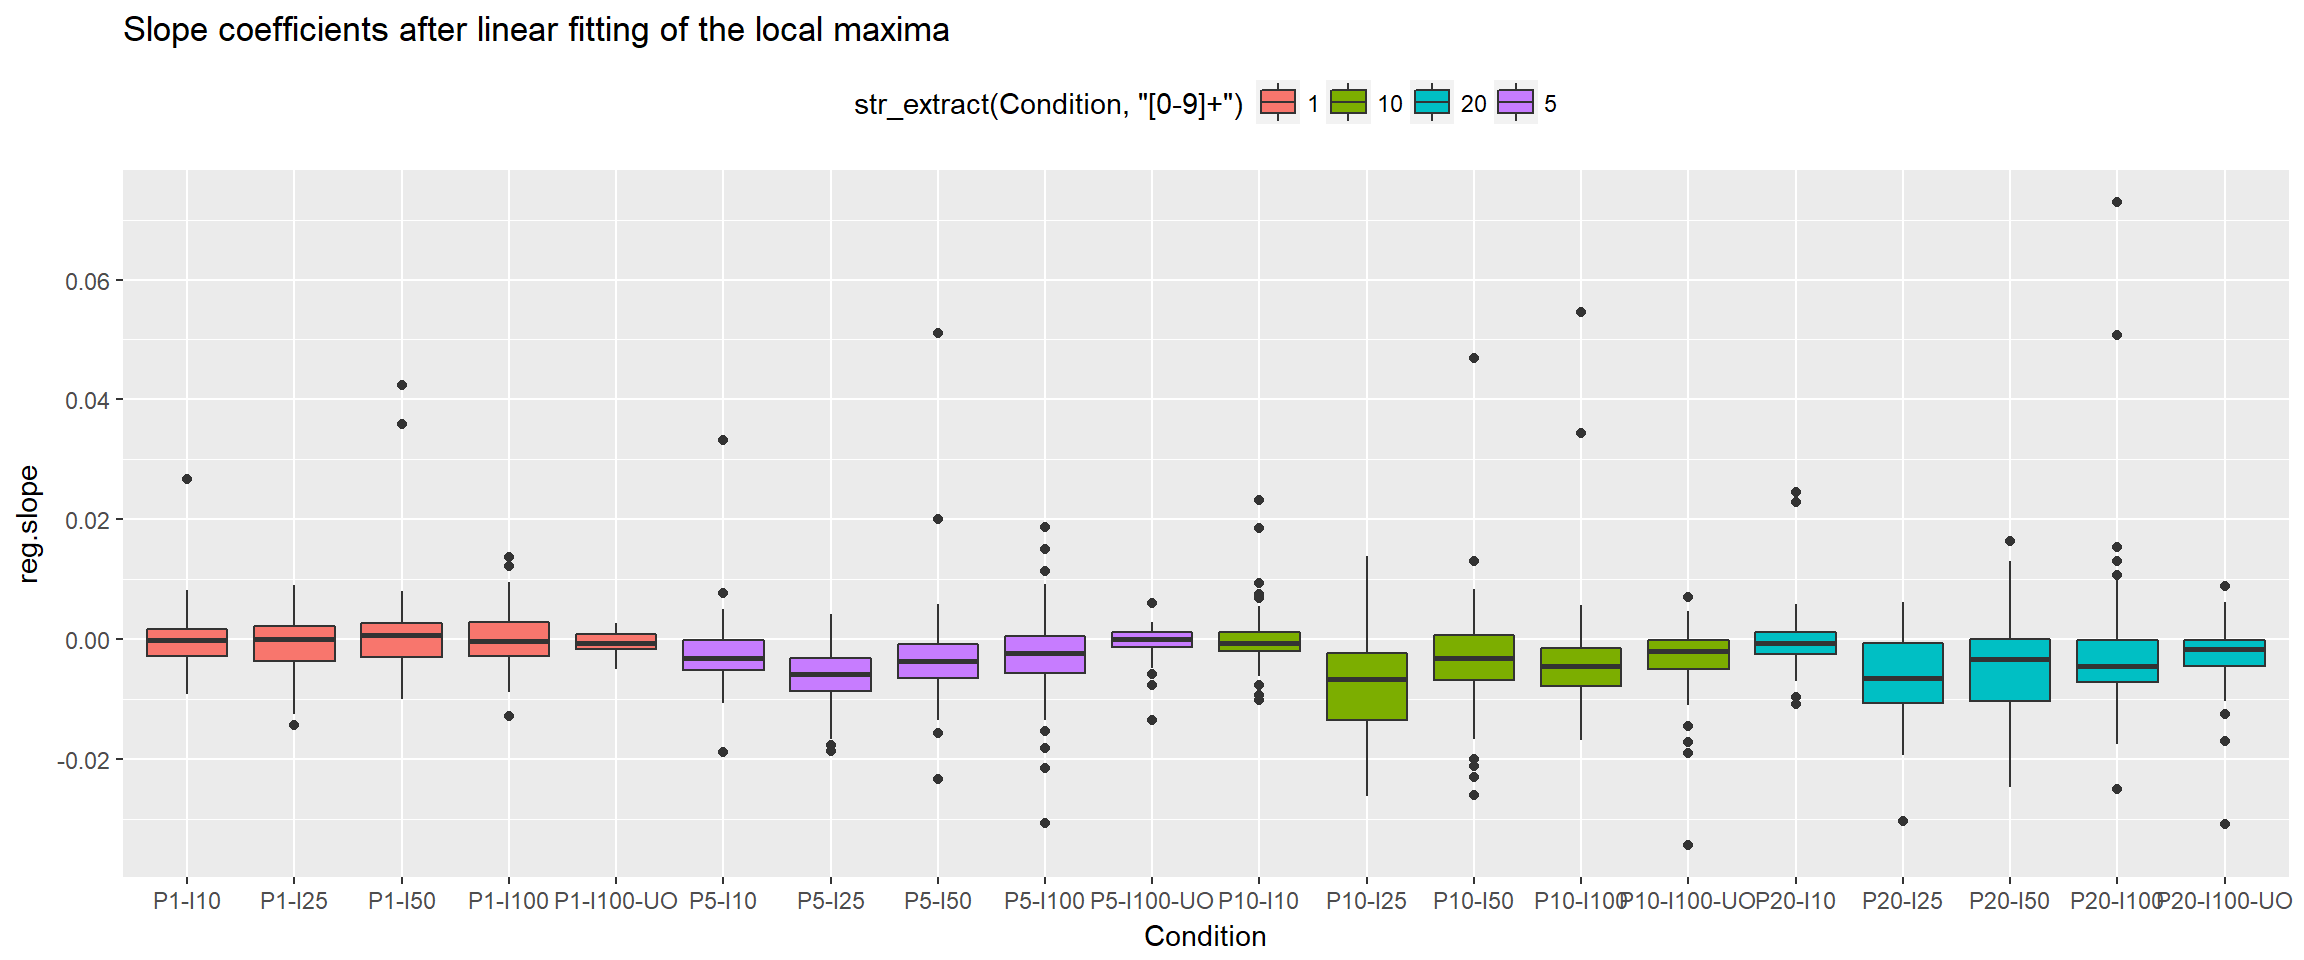 Slope coefficients after linear fitting of the local maxima
str_extract(Condition, "[0-9]+") 1 10 20 5
0.06
0.04
0.02
0.00
-0.02
reg.slope
P1-I10 P1-I25 P1-I50 P1-I100 P1-I100-UO P5-I10 P5-I25 P5-I50 P5-I100 P5-I100-UO P10-I10 P10-I25 P10-I50 P10-I100 P10-I100-UO P20-I10 P20-I25 P20-I50 P20-I100 P20-I100-UO
Condition